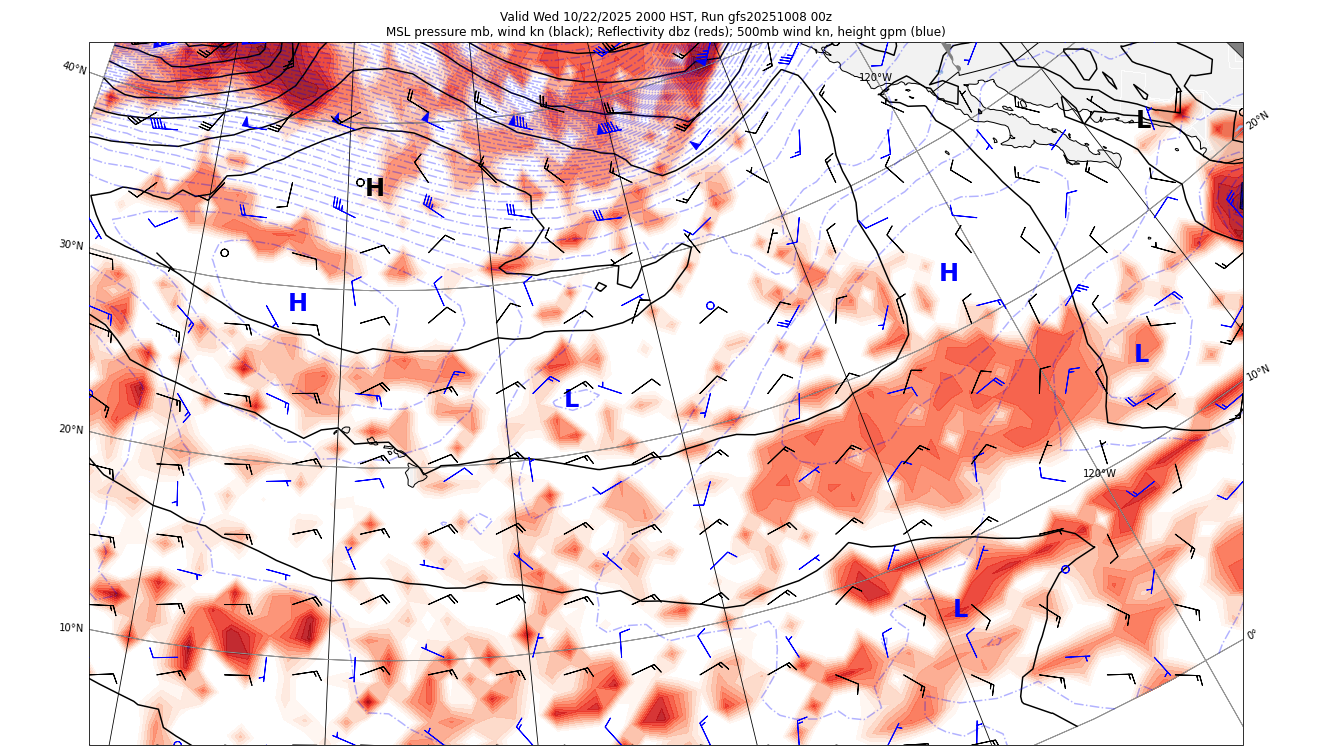 Valid Wed 10/22/2025 2000 HST, Run gfs20251008 00z
MSL pressure mb, wind kn (black); Reflectivity dbz (reds); 500mb wind kn, height gpm (blue)
40°N
120°W
L
20°N
H
30°N
H
H
L
10°N
L
20°N
120°W
L
10°N
0°